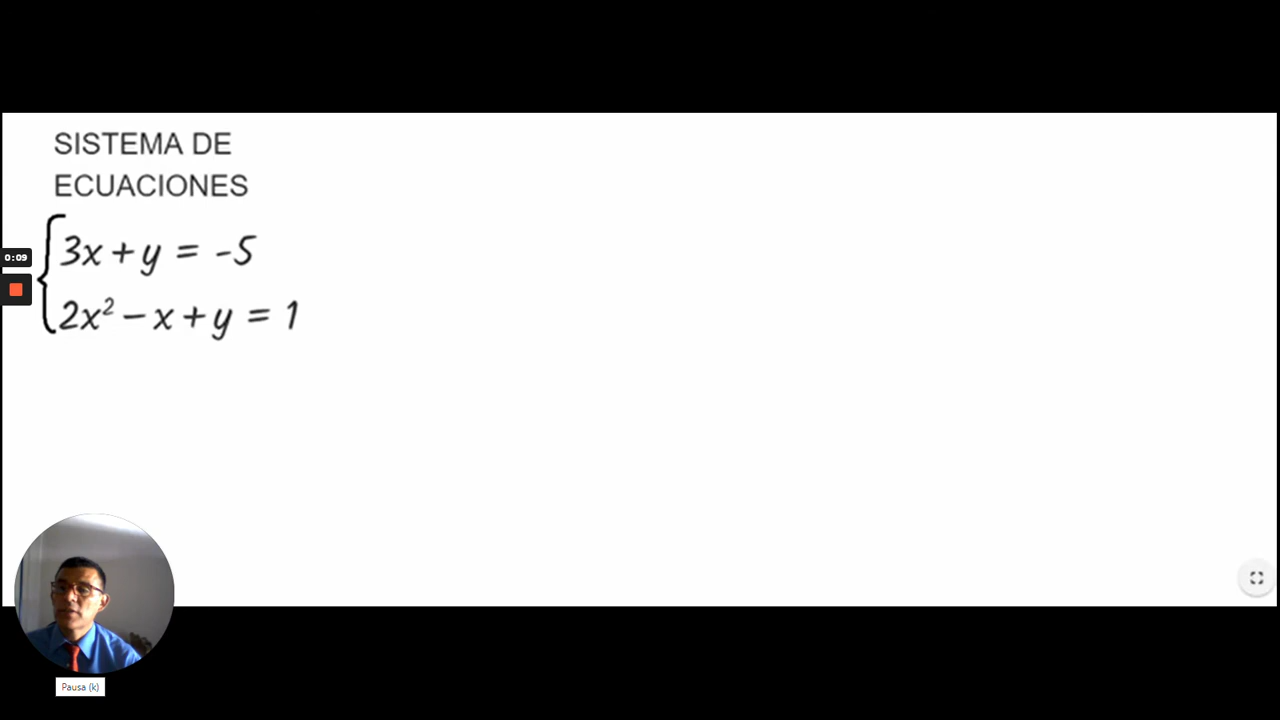 SISTEMA DE
ECUACIONES
3x + y = -5
0:09
2x² - x + y = 1
Pausa (k)